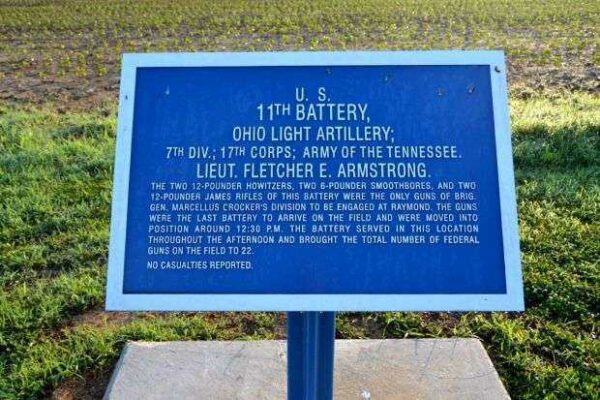 U. S.
11TH BATTERY,
OHIO LIGHT ARTILLERY;
7TH DIV.; 17TH CORPS; ARMY OF THE TENNESSEE.
LIEUT. FLETCHER E. ARMSTRONG.
THE TWO 12-POUNDER HOWITZERS, TWO 6-POUNDER SMOOTHBORES, AND TWO
12-POUNDER JAMES RIFLES OF THIS BATTERY WERE THE ONLY GUNS OF BRIG.
GEN. MARCELLUS CROCKER'S DIVISION TO BE ENGAGED AT RAYMOND. THE GUNS
WERE THE LAST BATTERY TO ARRIVE ON THE FIELD AND WERE MOVED INTO
POSITION AROUND 12:30 P.M. THE BATTERY SERVED IN THIS LOCATION
THROUGHOUT THE AFTERNOON AND BROUGHT THE TOTAL NUMBER OF FEDERAL
GUNS ON THE FIELD TO 22.
NO CASUALTIES REPORTED.